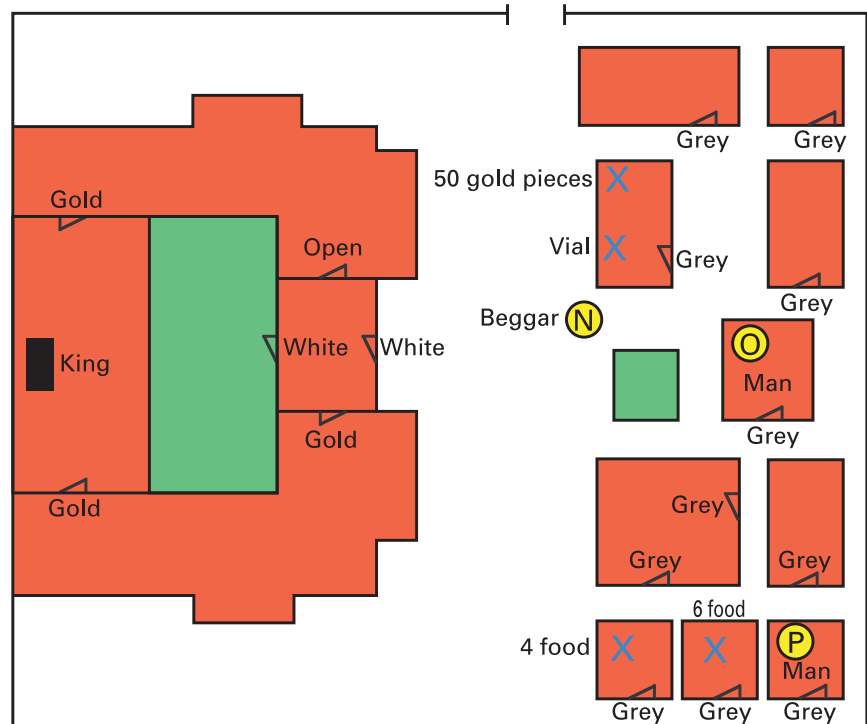 Grey
Grey
50 gold pieces
Gold
Vial
Open
Grey
Grey
Beggar
N
O
White
White
King
Man
Gold
Grey
Gold
Grey
Grey
Grey
6 food
4 food
P
Man
Grey
Grey
Grey